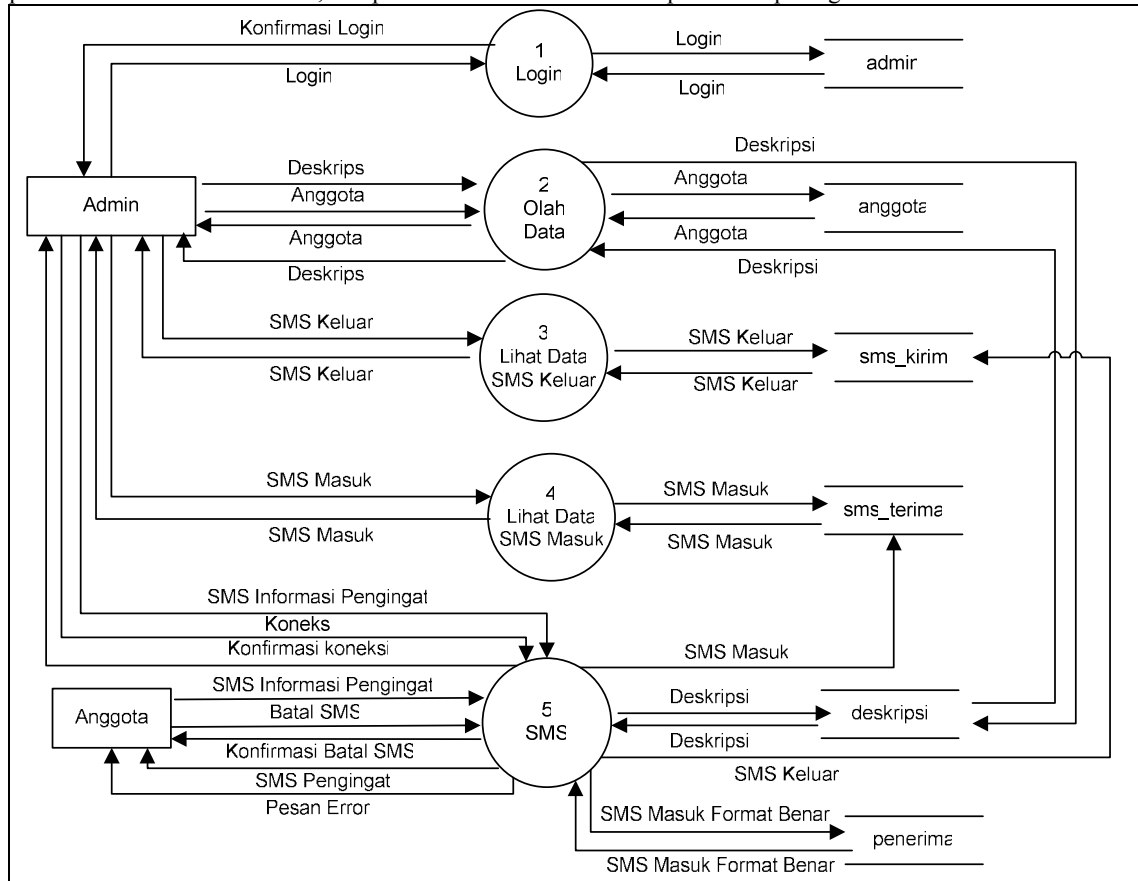 Konfirmasi Login
Login
1
Login
Login
Login
admin
Admin
Deskrips
Anggota
Anggota
Deskrips
2
Olah
Data
Deskripsi
Anggota
Anggota
Deskripsi
anggota
SMS Keluar
SMS Keluar
3
Lihat Data
SMS Keluar
SMS Keluar
SMS Keluar
sms_kirim
SMS Masuk
SMS Masuk
4
Lihat Data
SMS Masuk
SMS Masuk
SMS Masuk
sms_terima
SMS Informasi Pengingat
Koneks
Konfirmasi koneksi
SMS Masuk
Anggota
SMS Informasi Pengingat
Batal SMS
Konfirmasi Batal SMS
SMS Pengingat
Pesan Error
5
SMS
Deskripsi
Deskripsi
deskripsi
SMS Keluar
SMS Masuk Format Benar
SMS Masuk Format Benar
penerima